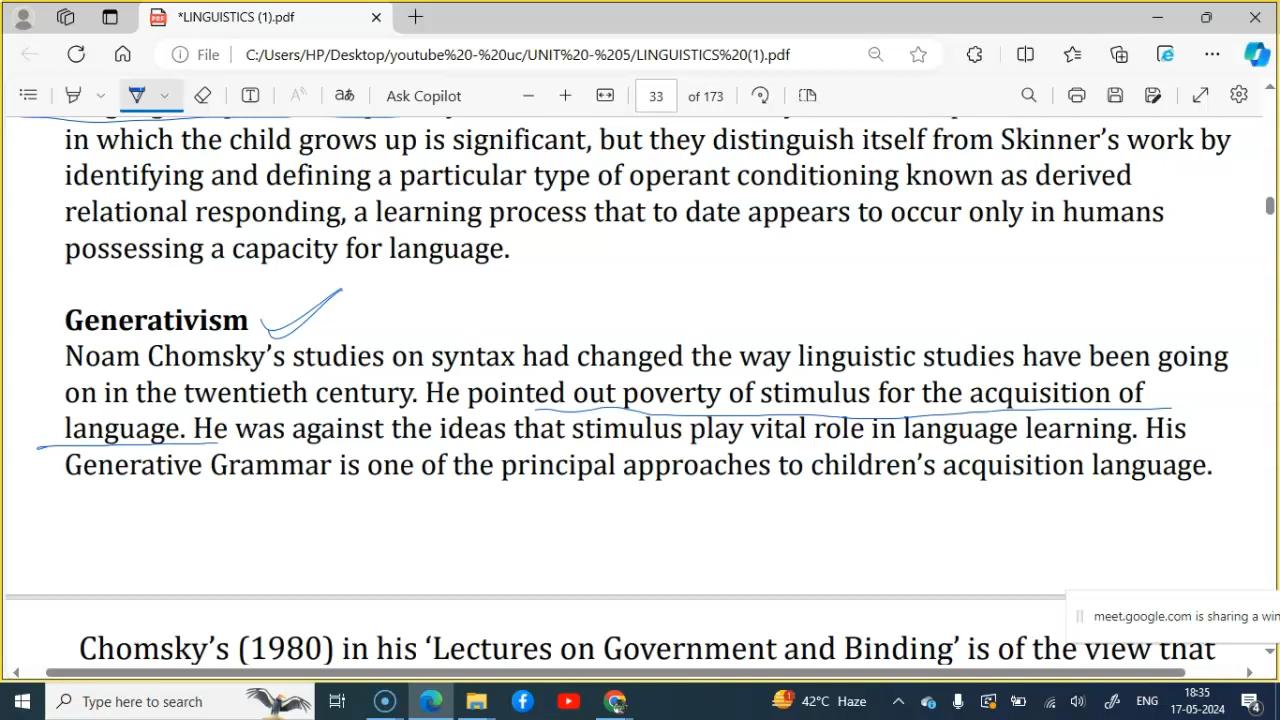 *LINGUISTICS (1).pdf
File
C:/Users/HP/Desktop/youtube%20-%20uc/UNIT%20-%205/LINGUISTICS%20(1).pdf
Ask Copilot
33 of 173
in which the child grows up is significant, but they distinguish itself from Skinner's work by
identifying and defining a particular type of operant conditioning known as derived
relational responding, a learning process that to date appears to occur only in humans
possessing a capacity for language.
Generativism
Noam Chomsky's studies on syntax had changed the way linguistic studies have been going
on in the twentieth century. He pointed out poverty of stimulus for the acquisition of
language. He was against the ideas that stimulus play vital role in language learning. His
Generative Grammar is one of the principal approaches to children's acquisition language.
meet.google.com is sharing a win
Chomsky's (1980) in his 'Lectures on Government and Binding' is of the view that
Type here to search
42°C Haze
ENG
18:35
17-05-2024
4